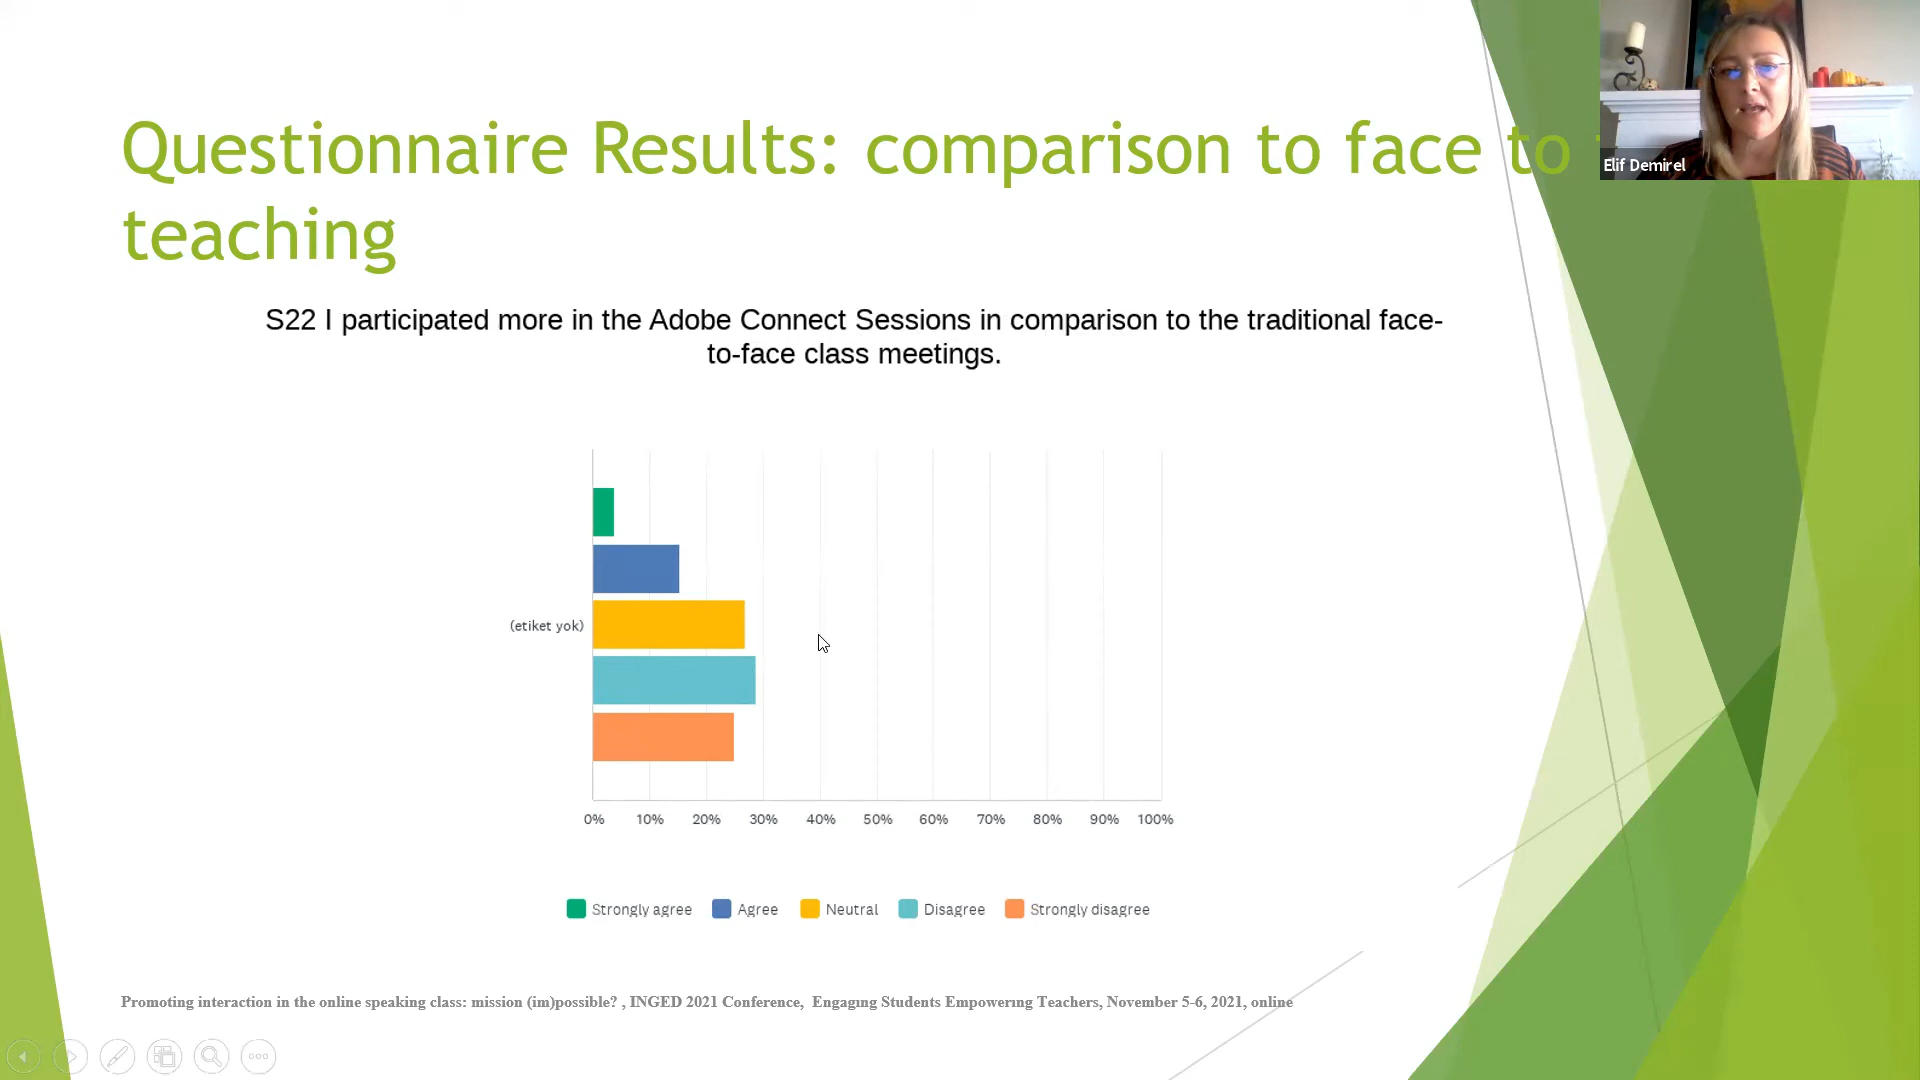 Questionnaire Results: comparison to face to
teaching
Elif Demirel
S22 I participated more in the Adobe Connect Sessions in comparison to the traditional face-
to-face class meetings.
(etiket yok)
0% 10% 20% 30% 40% 50% 60% 70% 80% 90% 100%
Strongly agree Agree Neutral Disagree Strongly disagree
Promoting interaction in the online speaking class: mission (im)possible? , INGED 2021 Conference, Engagıng Students Empowerıng Teachers, November 5-6, 2021, online